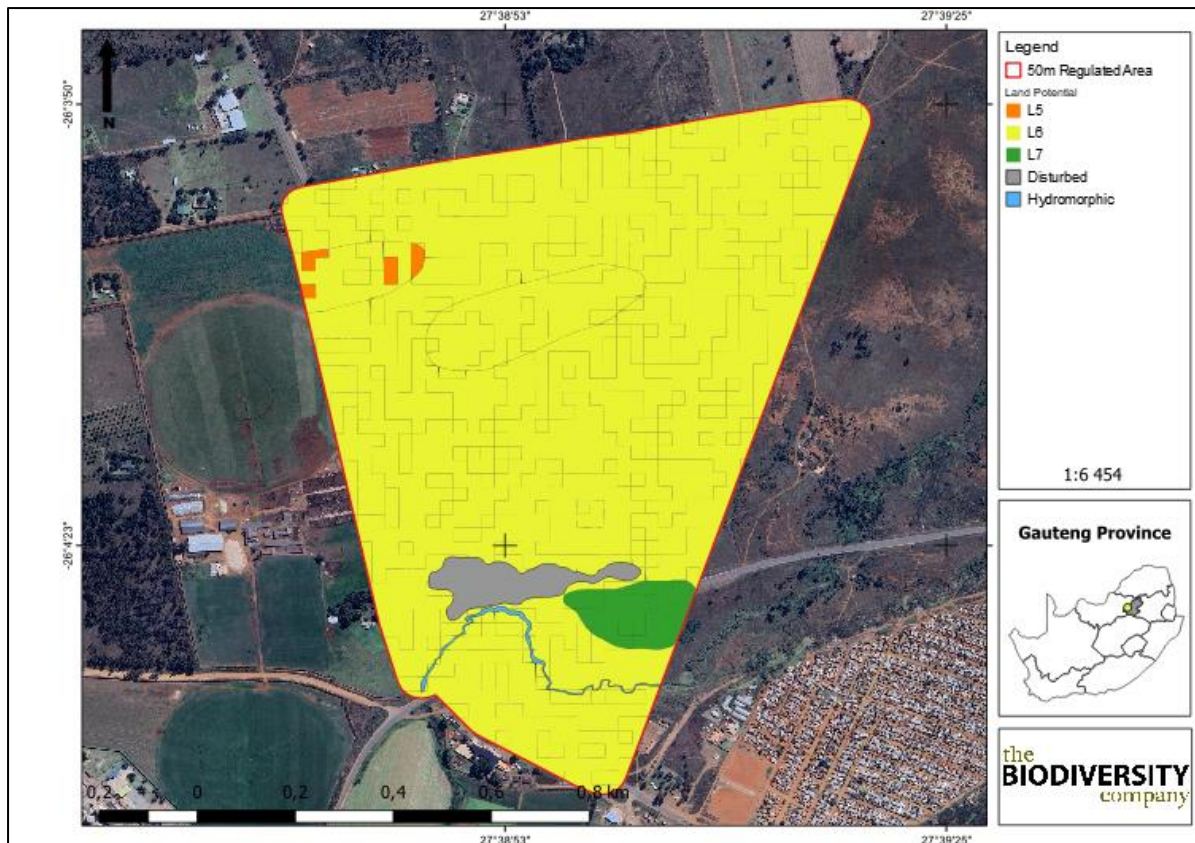 27°38'53"
27°39'25"
-26°3'50"
N
-26°4'23"
0,2
0
0,2
0,4
0,6
0,8 km
27°38'53"
27°39'25"
Legend
50m Regulated Area
Land Potential
L5
L6
L7
Disturbed
Hydromorphic
1:6 454
Gauteng Province
the
BIODIVERSITY
company